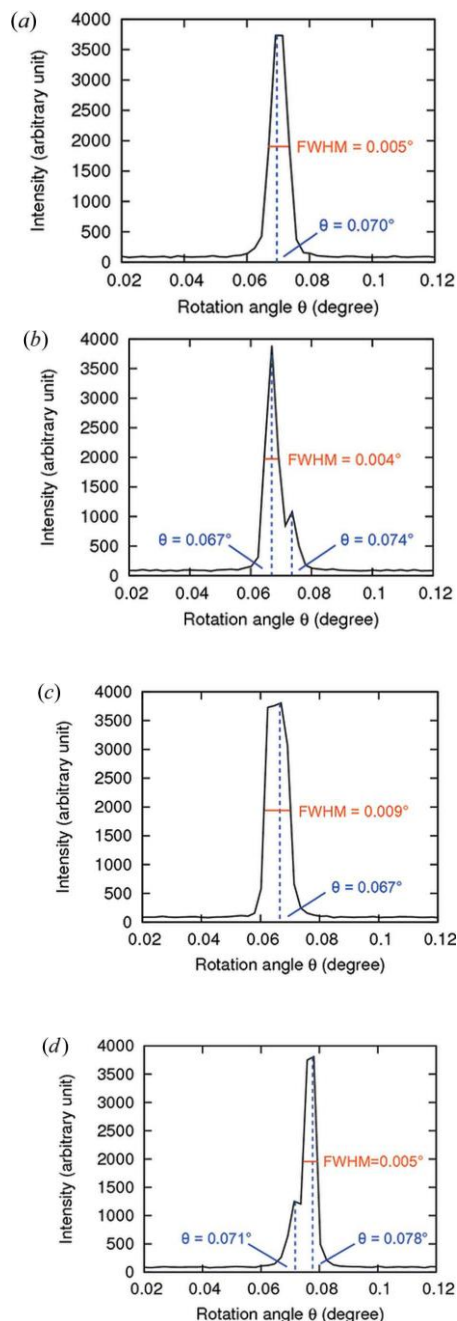 (a)
Intensity (arbitrary unit)
4000
3500
3000
2500
2000
1500
1000
500
0
FWHM = 0.005°
θ = 0.070°
0.02 0.04 0.06 0.08 0.1 0.12
Rotation angle θ (degree)
(b)
Intensity (arbitrary unit)
4000
3500
3000
2500
2000
1500
1000
500
0
FWHM = 0.004°
θ = 0.067°
θ = 0.074°
0.02 0.04 0.06 0.08 0.1 0.12
Rotation angle θ (degree)
(c)
Intensity (arbitrary unit)
4000
3500
3000
2500
2000
1500
1000
500
0
FWHM = 0.009°
θ = 0.067°
0.02 0.04 0.06 0.08 0.1 0.12
Rotation angle θ (degree)
(d)
Intensity (arbitrary unit)
4000
3500
3000
2500
2000
1500
1000
500
0
FWHM=0.005°
θ = 0.071°
θ = 0.078°
0.02 0.04 0.06 0.08 0.1 0.12
Rotation angle θ (degree)